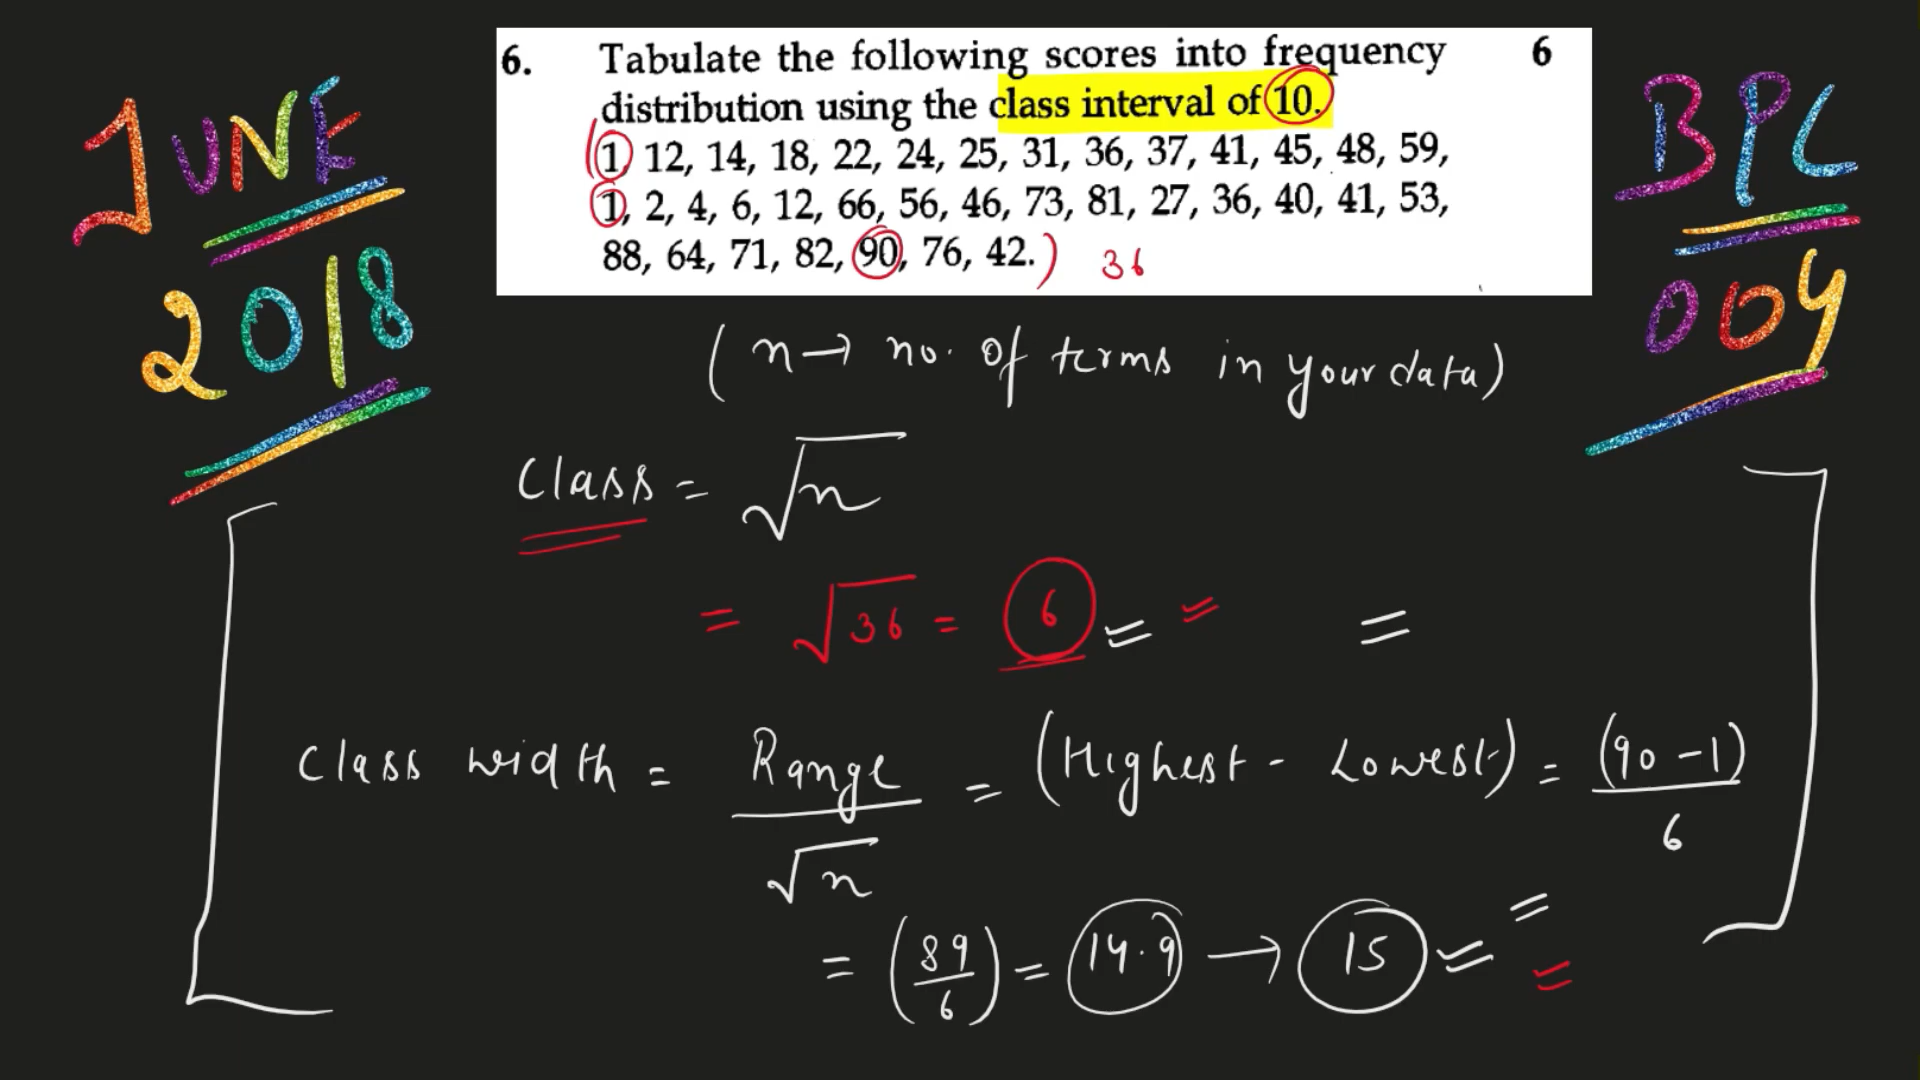 JUNE
2018
6. Tabulate the following scores into frequency 6
distribution using the class interval of 10.
1, 12, 14, 18, 22, 24, 25, 31, 36, 37, 41, 45, 48, 59,
1, 2, 4, 6, 12, 66, 56, 46, 73, 81, 27, 36, 40, 41, 53,
88, 64, 71, 82, 90, 76, 42.) 36
BPC
004
(n → no. of terms in your data)
Class = √n
= √36 = 6
Class width = Range / √n = (Highest - Lowest) = (90 - 1) / 6
= (89/6) = 14.9 → 15